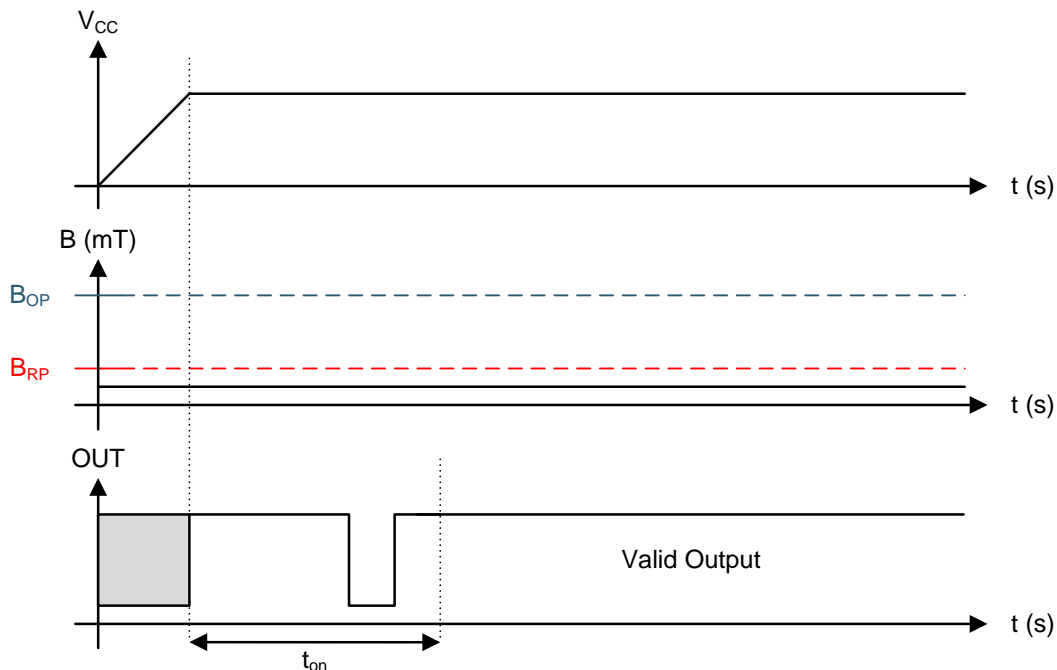 VCC
t (s)
B (mT)
BOP
BRP
t (s)
OUT
Valid Output
t (s)
ton